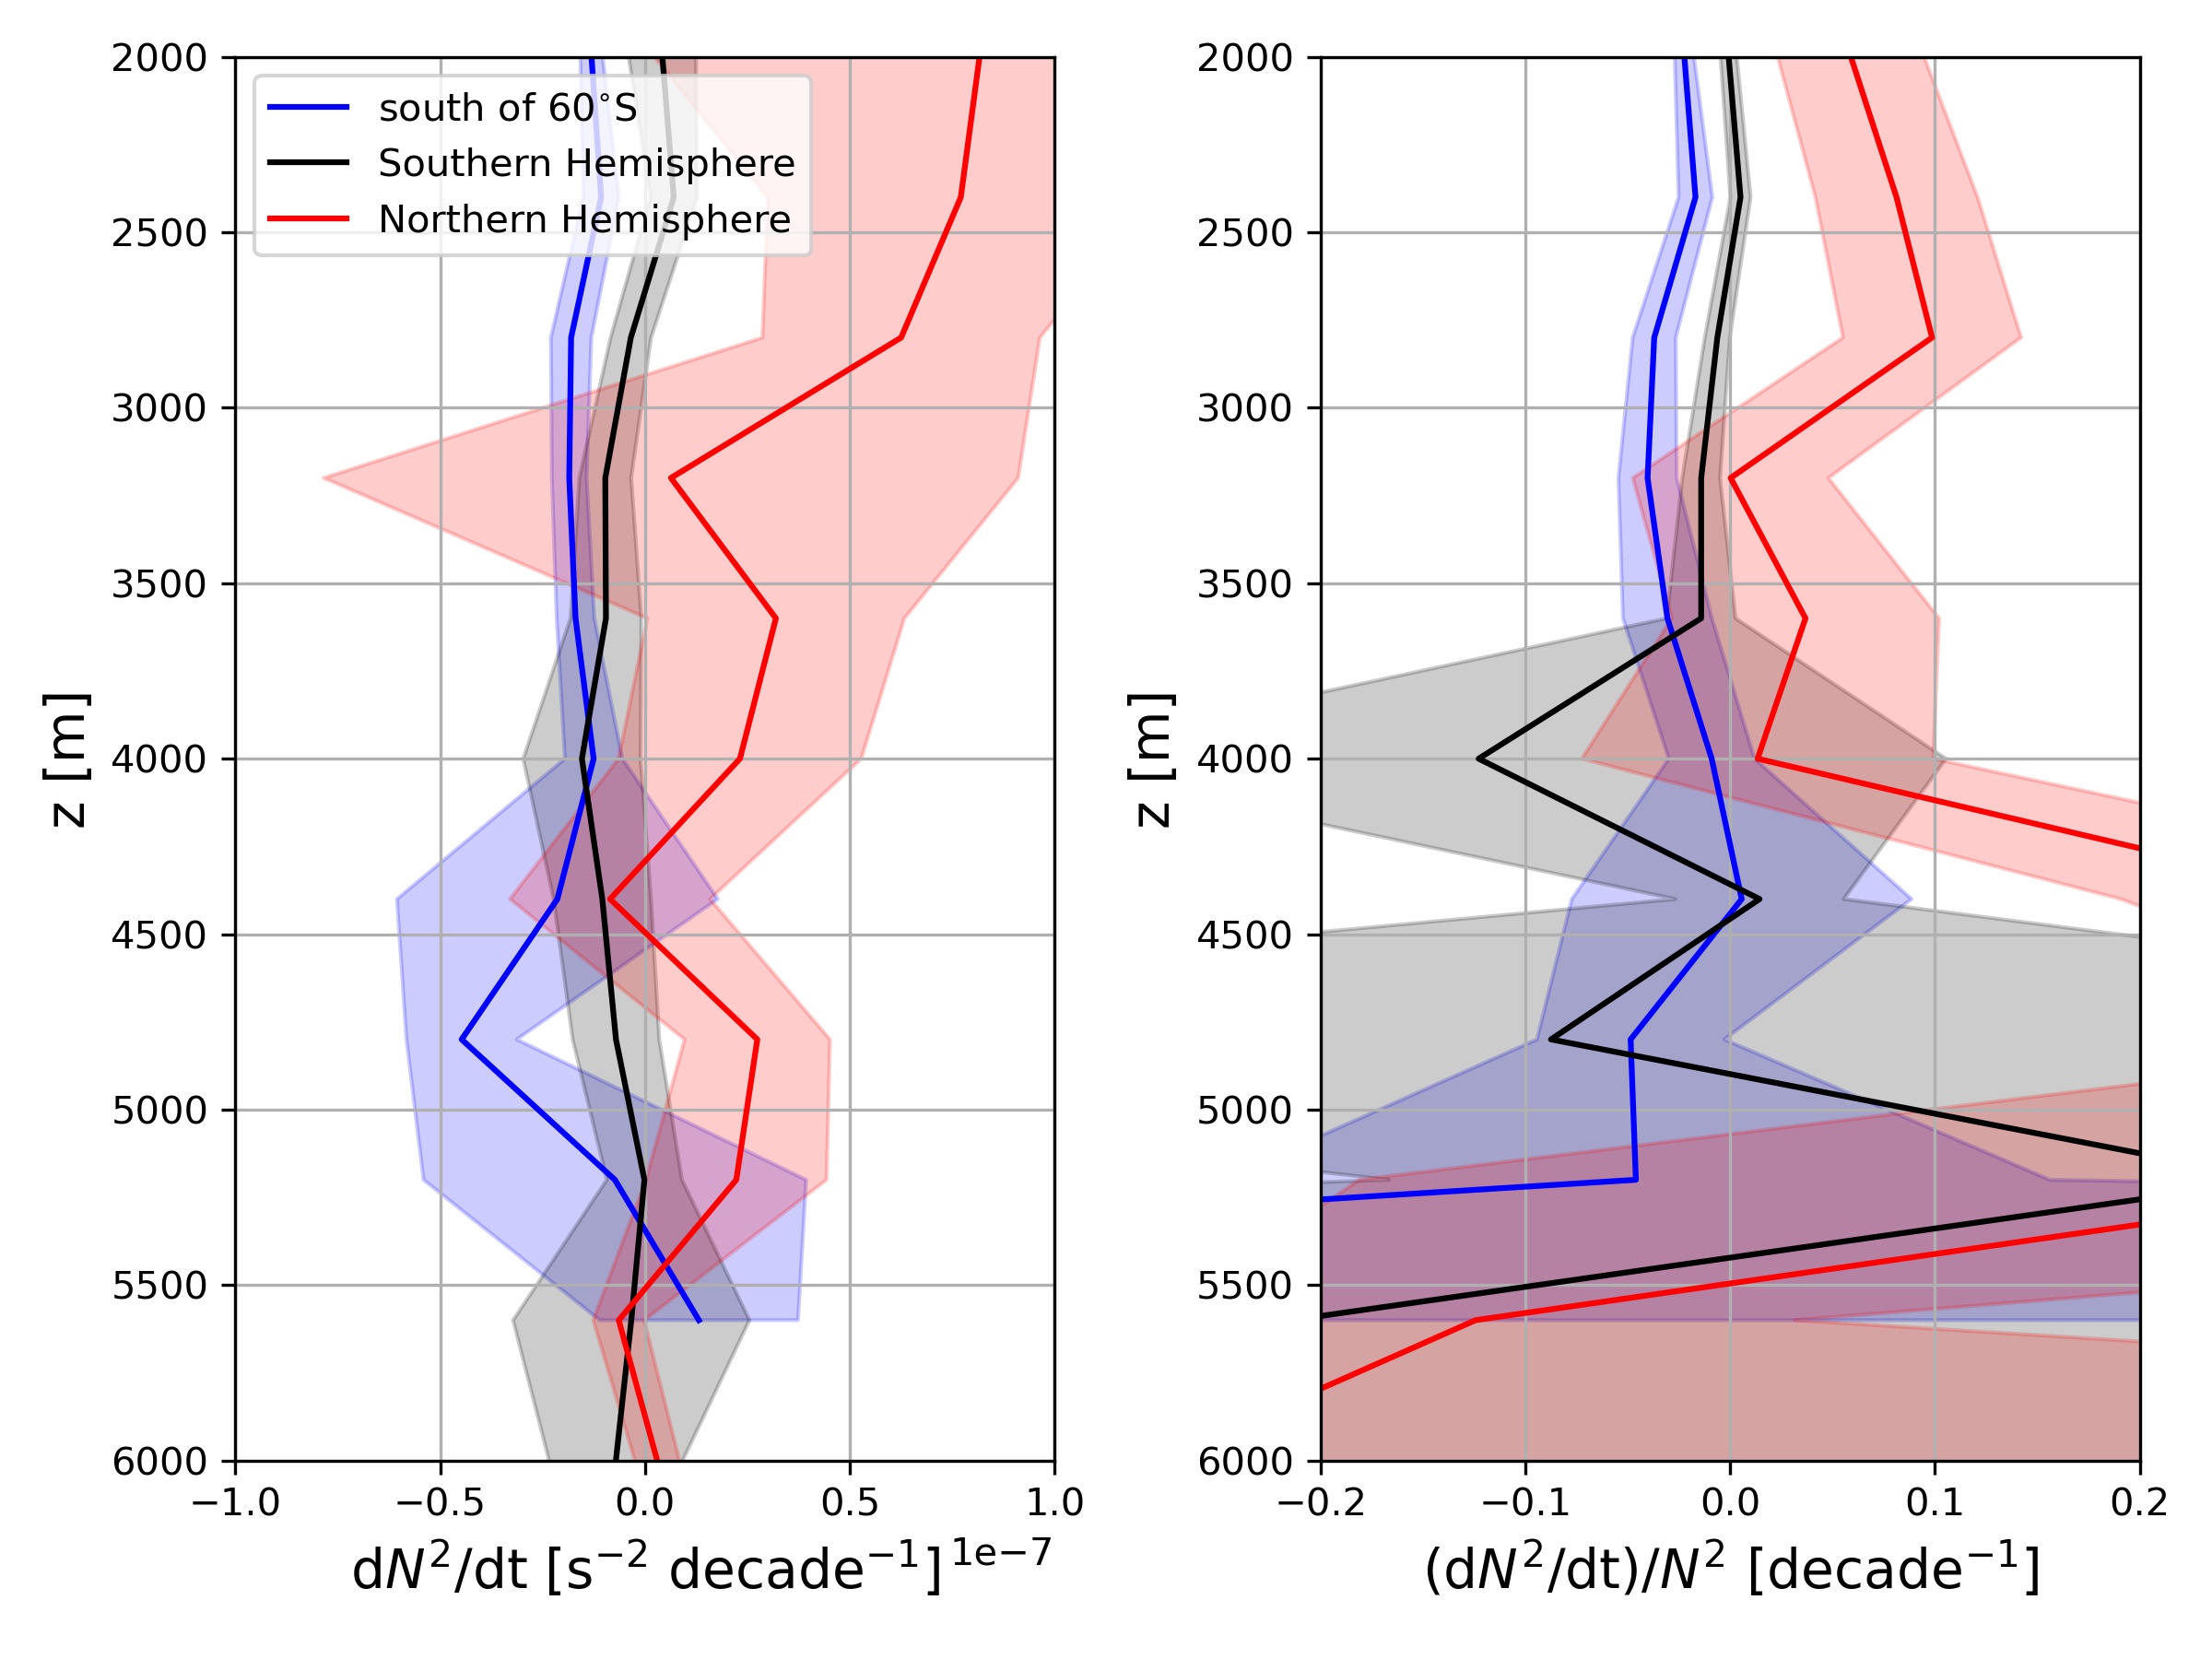 south of 60°S
Southern Hemisphere
Northern Hemisphere
2000
2500
3000
3500
4000
4500
5000
5500
6000
z [m]
−1.0 −0.5 0.0 0.5 1.0
1e−7
dN²/dt [s⁻² decade⁻¹]
2000
2500
3000
3500
4000
4500
5000
5500
6000
z [m]
−0.2 −0.1 0.0 0.1 0.2
(dN²/dt)/N² [decade⁻¹]